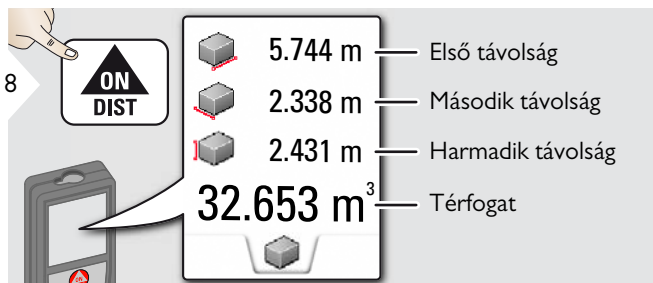 8
ON
DIST
5.744 m Első távolság
2.338 m Második távolság
2.431 m Harmadik távolság
32.653 m³ Térfogat
ON